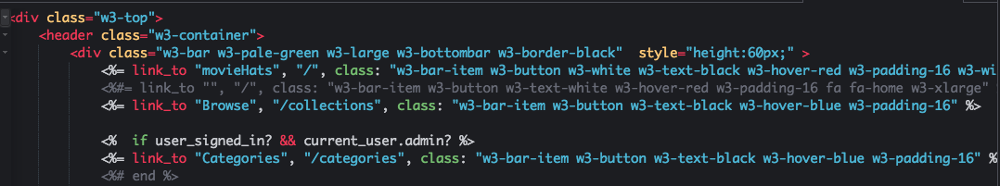 <div class="w3-top">
<header class="w3-container">
<div class="w3-bar w3-pale-green w3-large w3-bottombar w3-border-black"  style="height:60px;" >
<%= link_to "movieHats", "/", class: "w3-bar-item w3-button w3-white w3-text-black w3-hover-red w3-padding-16 w3-wi
<%#= link_to "", "/", class: "w3-bar-item w3-button w3-text-white w3-hover-red w3-padding-16 fa fa-home w3-xlarge"
<%= link_to "Browse", "/collections", class: "w3-bar-item w3-button w3-text-black w3-hover-blue w3-padding-16" %>
<%  if user_signed_in? && current_user.admin? %>
<%= link_to "Categories", "/categories", class: "w3-bar-item w3-button w3-text-black w3-hover-blue w3-padding-16" %
<%# end %>